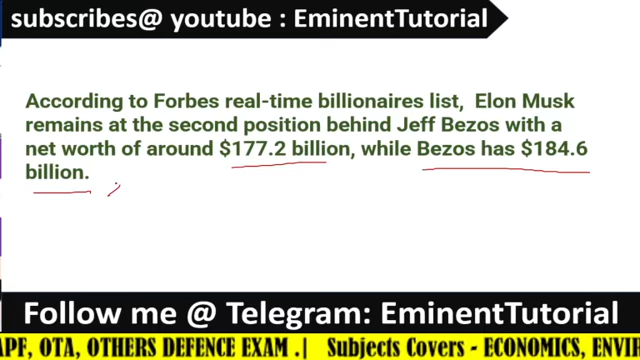 subscribes@ youtube : EminentTutorial
According to Forbes real-time billionaires list, Elon Musk
remains at the second position behind Jeff Bezos with a
net worth of around $177.2 billion, while Bezos has $184.6
billion.
Follow me @ Telegram: EminentTutorial
APF, OTA, OTHERS DEFENCE EXAM .| Subjects Covers - ECONOMICS, ENVI